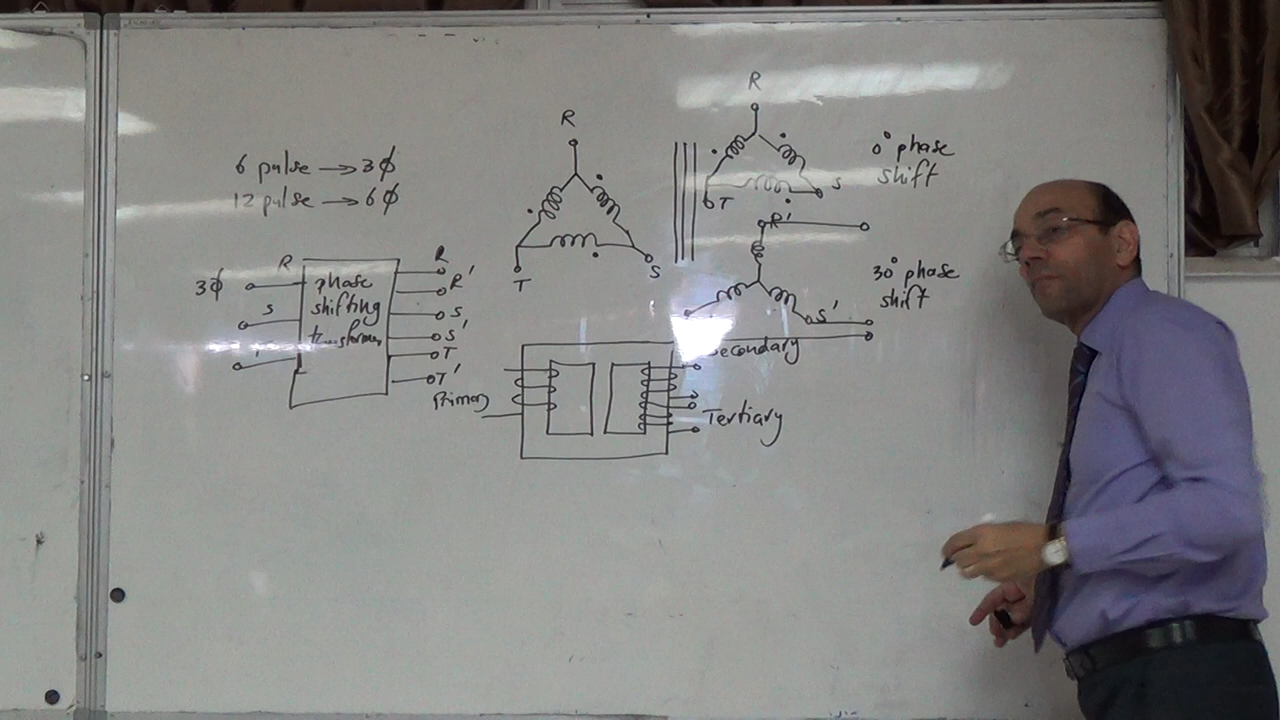 6 pulse → 3ϕ
12 pulse → 6ϕ
3ϕ
R
S
phase
shifting
R
R'
S
S'
T
T'
R
T
S
R
T
S
0° phase
shift
R'
S'
30° phase
shift
Primary
Secondary
Tertiary